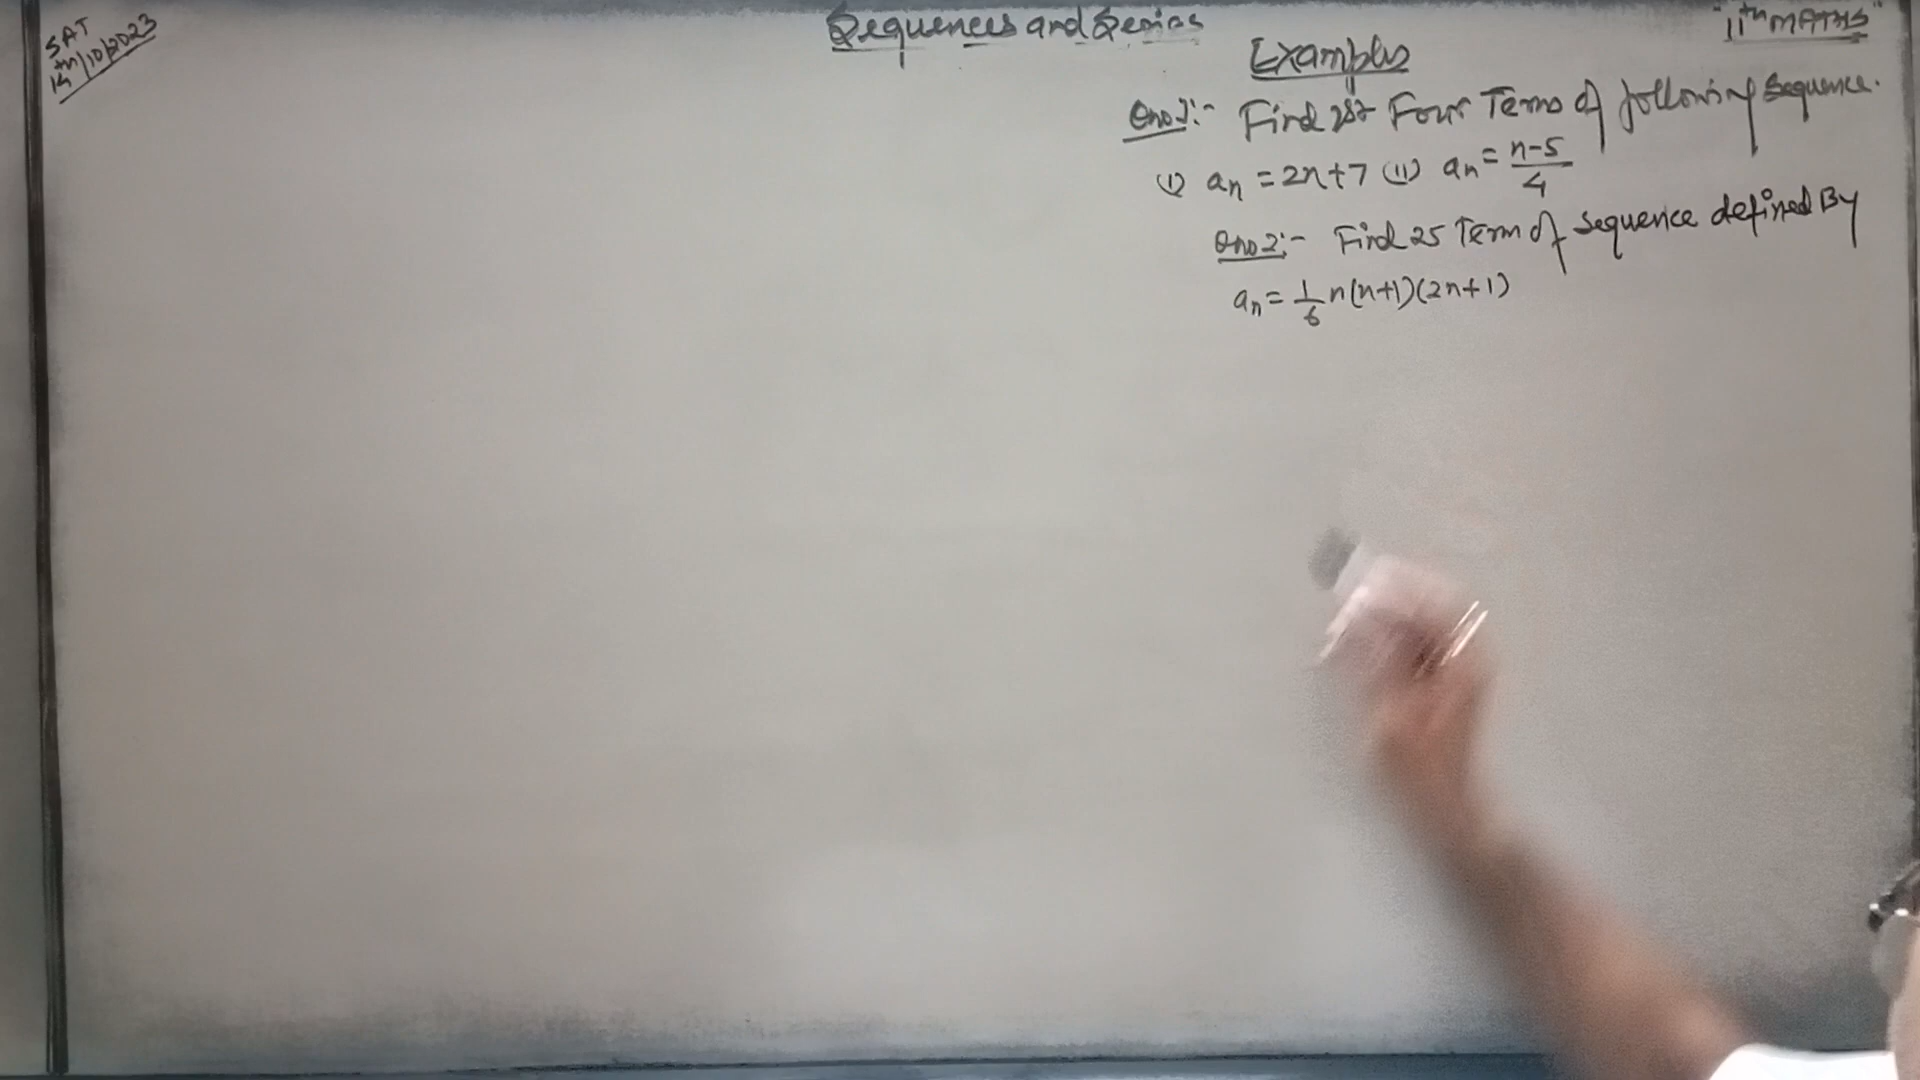 SAT
14th/10/2023
Sequences and Series
"11th MATHS"
Examples
Qno1:- Find 1st Four Terms of following sequence.
(i) aₙ = 2n+7 (ii) aₙ = n-5/4
Qno2:- Find 25 Term of sequence defined By
aₙ = 1/6 n(n+1)(2n+1)